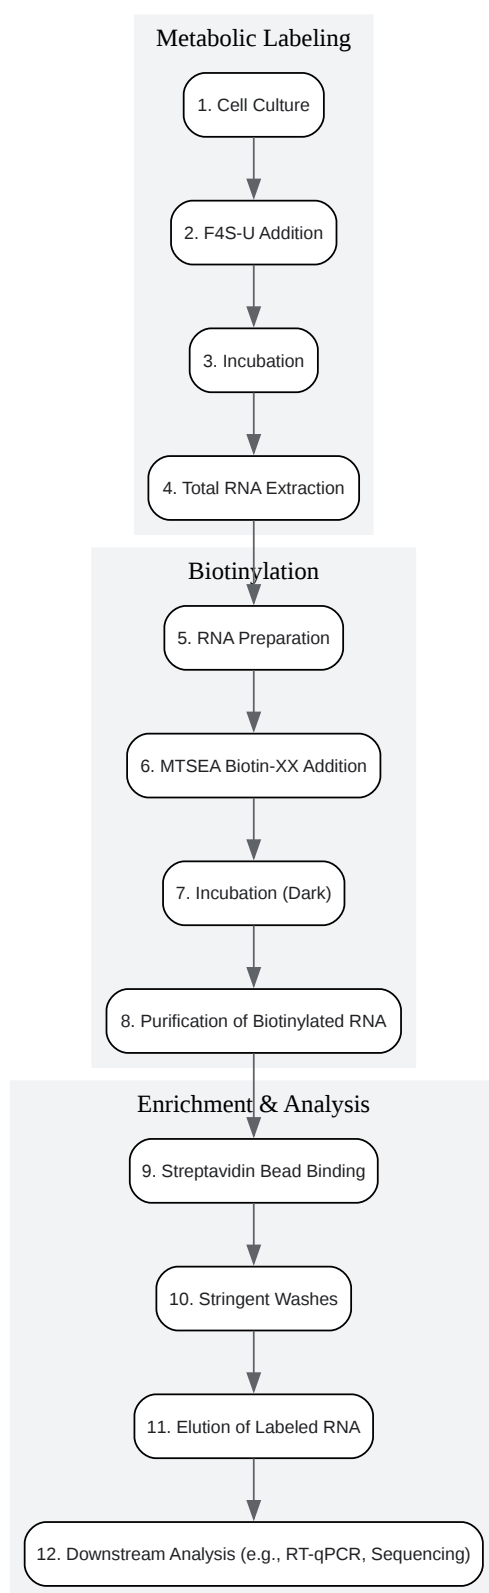 Metabolic Labeling
1. Cell Culture
2. F4S-U Addition
3. Incubation
4. Total RNA Extraction
Biotinylation
5. RNA Preparation
6. MTSEA Biotin-XX Addition
7. Incubation (Dark)
8. Purification of Biotinylated RNA
Enrichment & Analysis
9. Streptavidin Bead Binding
10. Stringent Washes
11. Elution of Labeled RNA
12. Downstream Analysis (e.g., RT-qPCR, Sequencing)